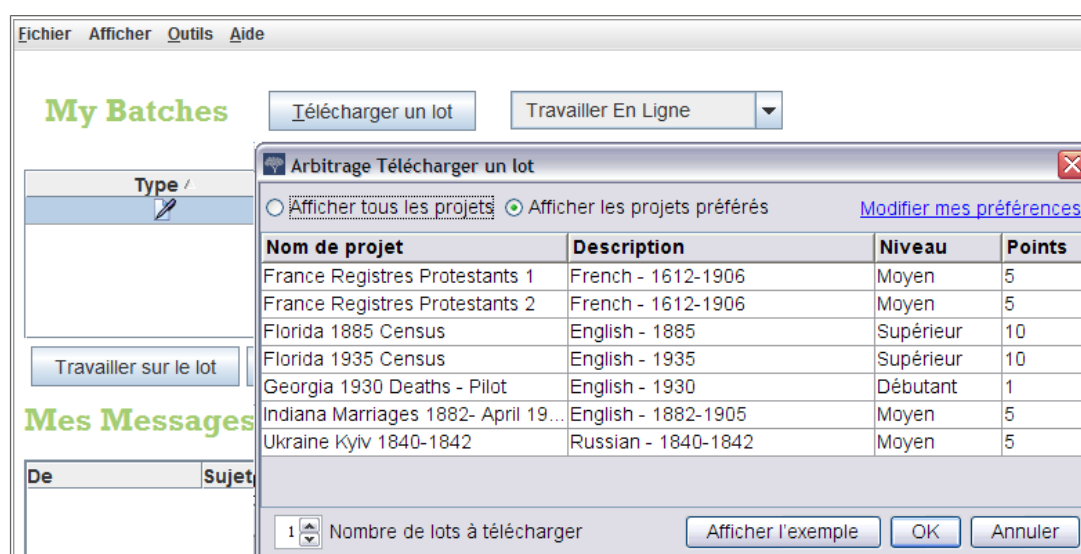 Fichier Afficher Outils Aide
My Batches Télécharger un lot Travailler En Ligne
Arbitrage Télécharger un lot
Type
Afficher tous les projets Afficher les projets préférés Modifier mes préférences
Nom de projet Description Niveau Points
France Registres Protestants 1 French - 1612-1906 Moyen 5
France Registres Protestants 2 French - 1612-1906 Moyen 5
Florida 1885 Census English - 1885 Supérieur 10
Florida 1935 Census English - 1935 Supérieur 10
Travailler sur le lot
Georgia 1930 Deaths - Pilot English - 1930 Débutant 1
Mes Messages
Indiana Marriages 1882- April 19... English - 1882-1905 Moyen 5
Ukraine Kyiv 1840-1842 Russian - 1840-1842 Moyen 5
De Sujet
1 Nombre de lots à télécharger Afficher l'exemple OK Annuler